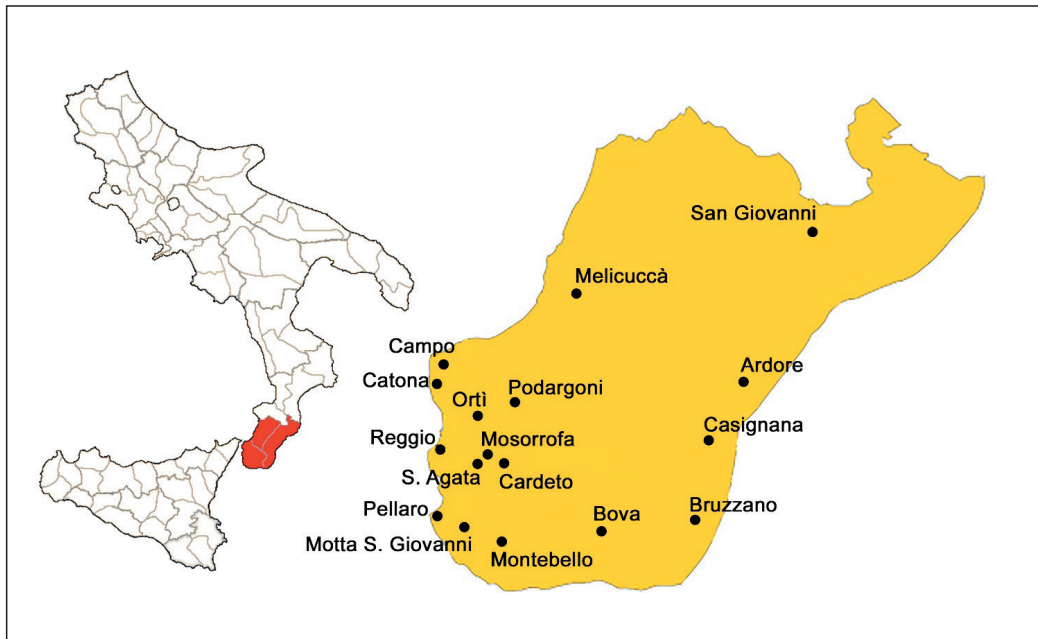 San Giovanni
Melicuccà
Campo
Ardore
Catona
Podargoni
Ortì
Casignana
Reggio
Mosorrofa
S. Agata
Cardeto
Pellaro
Bova
Bruzzano
Motta S. Giovanni
Montebello